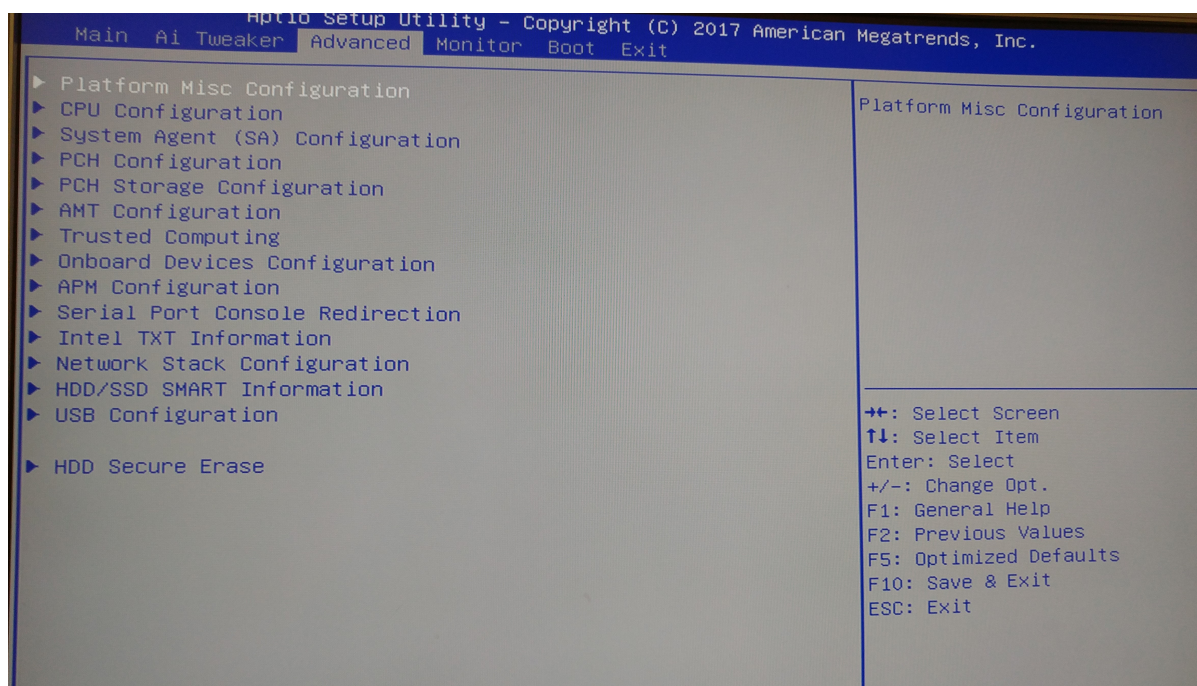 Aptio Setup Utility – Copyright (C) 2017 American Megatrends, Inc.
Main Ai Tweaker Advanced Monitor Boot Exit
Platform Misc Configuration
CPU Configuration
System Agent (SA) Configuration
PCH Configuration
PCH Storage Configuration
AMT Configuration
Trusted Computing
Onboard Devices Configuration
APM Configuration
Serial Port Console Redirection
Intel TXT Information
Network Stack Configuration
HDD/SSD SMART Information
USB Configuration
HDD Secure Erase
Platform Misc Configuration
→←: Select Screen
↑↓: Select Item
Enter: Select
+/-: Change Opt.
F1: General Help
F2: Previous Values
F5: Optimized Defaults
F10: Save & Exit
ESC: Exit